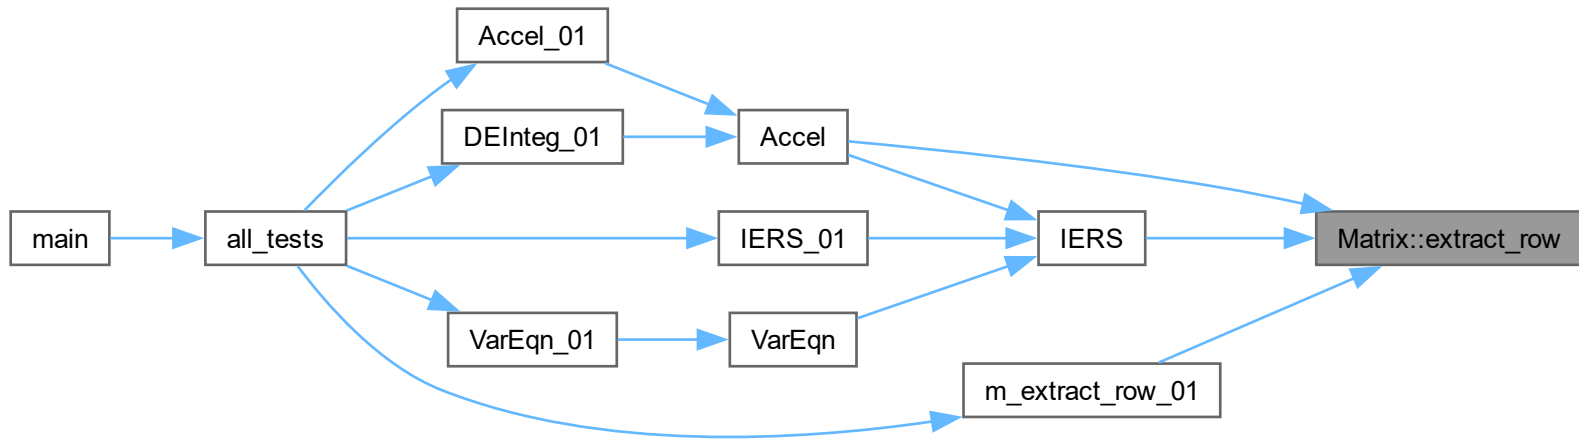 Accel_01
DEInteg_01
Accel
main
all_tests
IERS_01
IERS
Matrix::extract_row
VarEqn_01
VarEqn
m_extract_row_01